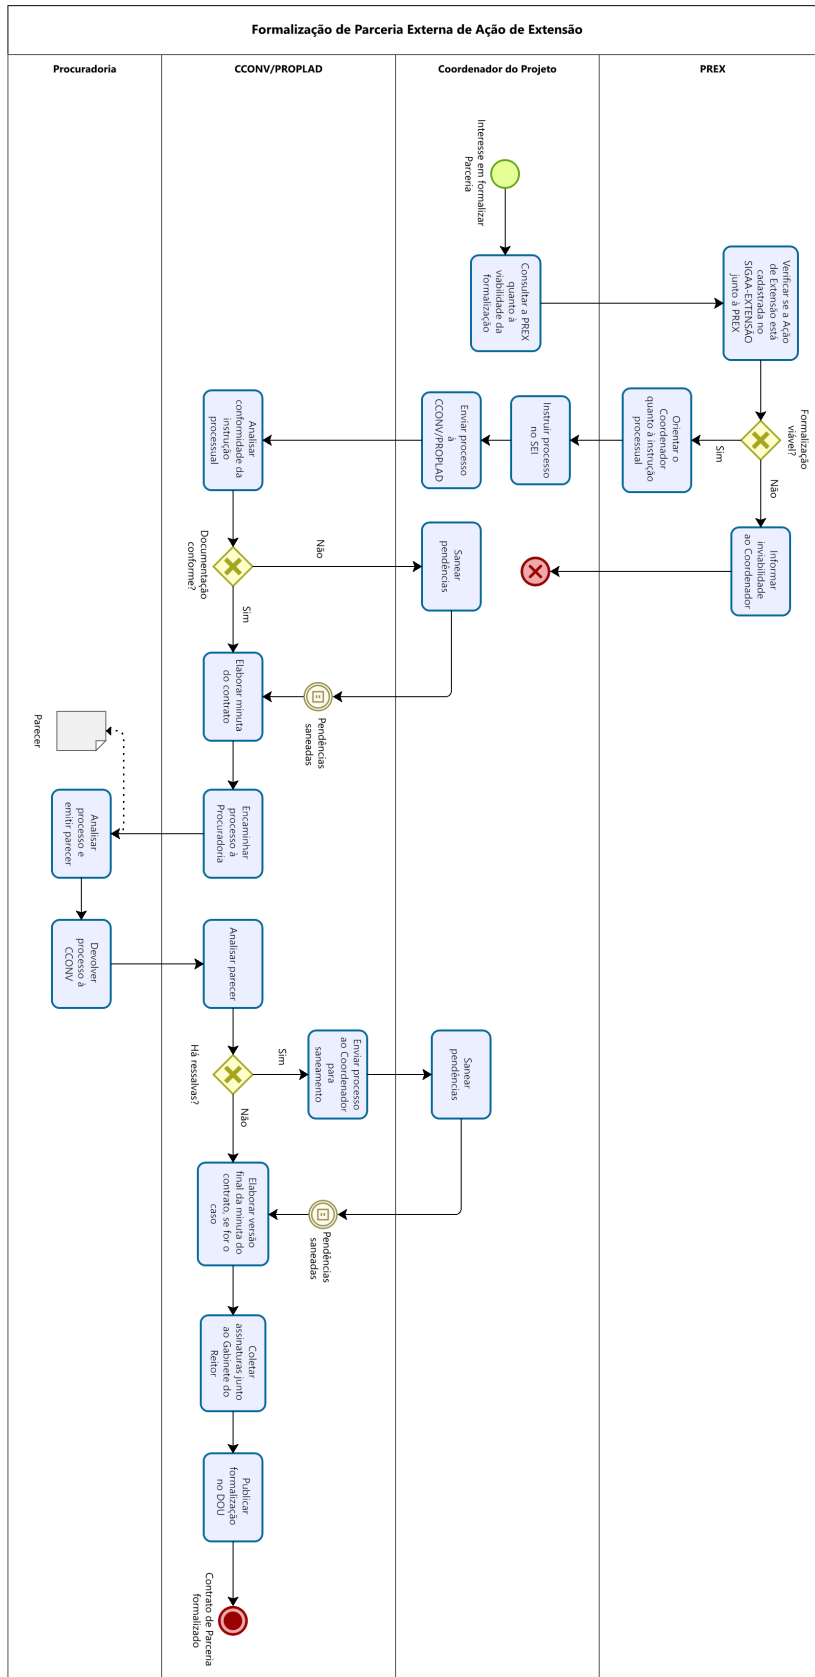 Formalização de Parceria Externa de Ação de Extensão
Procuradoria
CCONV/PROPLAD
Coordenador do Projeto
PREX
Interesse em formalizar
Parceria
Consultar a PREX
quanto à
viabilidade da
formalização
Verificar se a Ação
de Extensão está
cadastrada no
SIGAA-EXTENSÃO
junto à PREX
Formalização
viável?
Sim
Não
Orientar o
Coordenador
quanto à instrução
processual
Informar
inviabilidade
ao Coordenador
Instruir processo
no SEI
Enviar processo
à
CCONV/PROPLAD
Analisar
conformidade da
instrução
processual
Documentação
conforme?
Não
Sim
Sanear
pendências
Pendências
saneadas
Elaborar minuta
do contrato
Encaminhar
processo à
Procuradoria
Parecer
Analisar
processo e
emitir parecer
Devolver
processo à
CCONV
Analisar parecer
Há ressalvas?
Sim
Não
Enviar processo
ao Coordenador
para
saneamento
Sanear
pendências
Pendências
saneadas
Elaborar versão
final da minuta do
contrato, se for o
caso
Coletar
assinaturas junto
ao Gabinete do
Reitor
Publicar
formalização
no DOU
Contrato de Parceria
formalizado